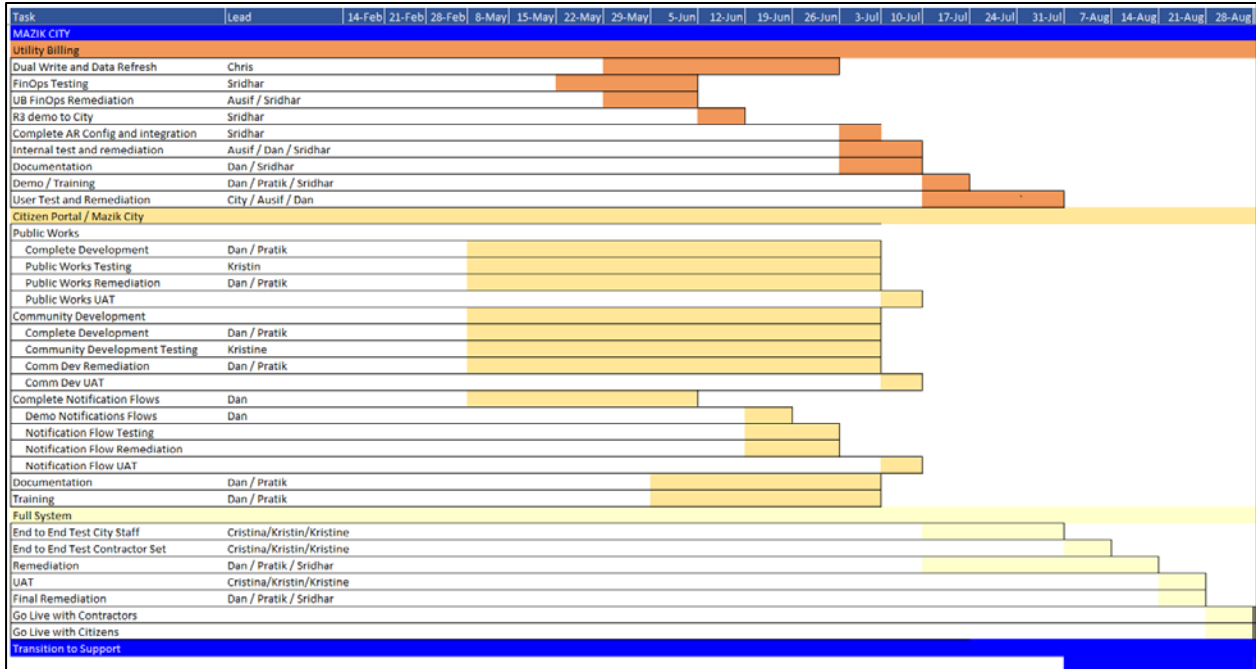 Task Lead 14-Feb 21-Feb 28-Feb 8-May 15-May 22-May 29-May 5-Jun 12-Jun 19-Jun 26-Jun 3-Jul 10-Jul 17-Jul 24-Jul 31-Jul 7-Aug 14-Aug 21-Aug 28-Aug
MAZIK CITY
Utility Billing
Dual Write and Data Refresh Chris
FinOps Testing Sridhar
UB FinOps Remediation Ausif / Sridhar
R3 demo to City Sridhar
Complete AR Config and integration Sridhar
Internal test and remediation Ausif / Dan / Sridhar
Documentation Dan / Sridhar
Demo / Training Dan / Pratik / Sridhar
User Test and Remediation City / Ausif / Dan
Citizen Portal / Mazik City
Public Works
Complete Development Dan / Pratik
Public Works Testing Kristin
Public Works Remediation Dan / Pratik
Public Works UAT
Community Development
Complete Development Dan / Pratik
Community Development Testing Kristine
Comm Dev Remediation Dan / Pratik
Comm Dev UAT
Complete Notification Flows Dan
Demo Notifications Flows Dan
Notification Flow Testing
Notification Flow Remediation
Notification Flow UAT
Documentation Dan / Pratik
Training Dan / Pratik
Full System
End to End Test City Staff Cristina/Kristin/Kristine
End to End Test Contractor Set Cristina/Kristin/Kristine
Remediation Dan / Pratik / Sridhar
UAT Cristina/Kristin/Kristine
Final Remediation Dan / Pratik / Sridhar
Go Live with Contractors
Go Live with Citizens
Transition to Support